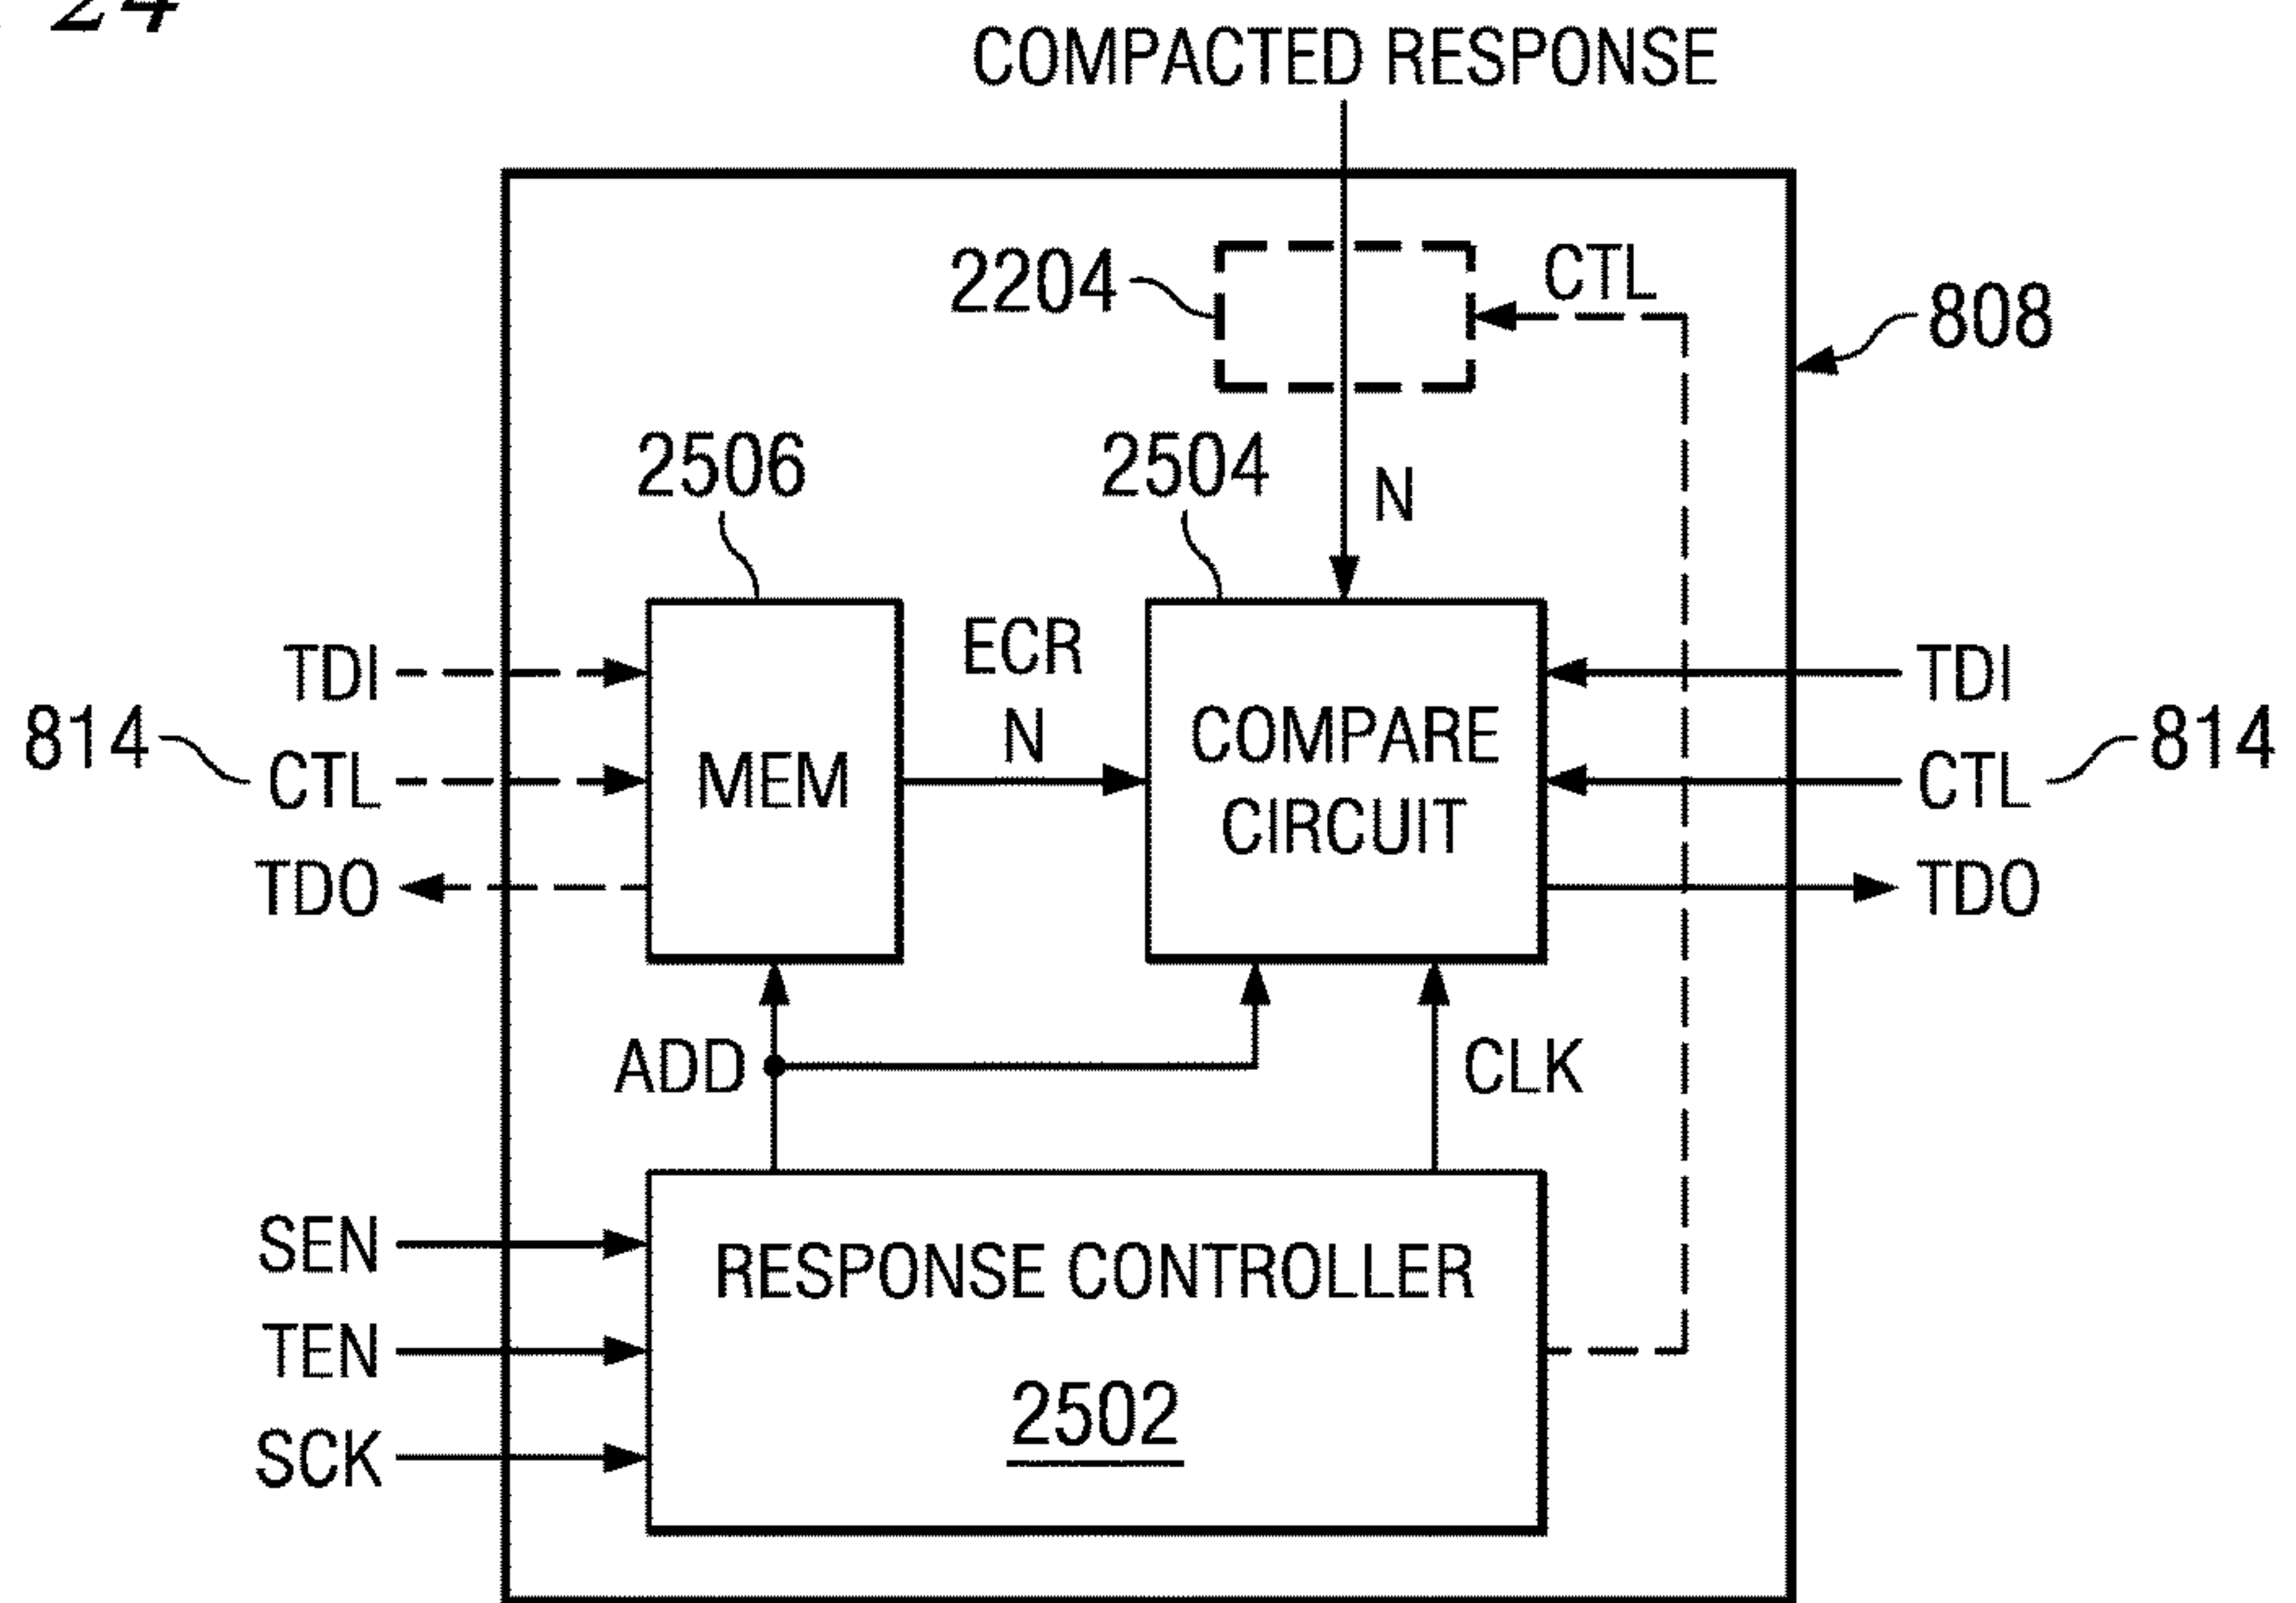 24
COMPACTED RESPONSE
2204
CTL
808
2506
2504
N
TDI
ECR
TDI
814
CTL
MEM
N
COMPARE
CIRCUIT
CTL
814
TDO
TDO
ADD
CLK
SEN
RESPONSE CONTROLLER
TEN
2502
SCK